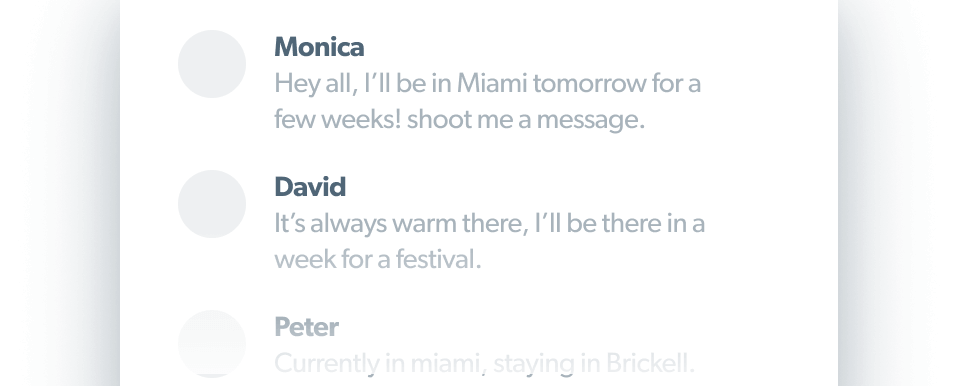 Monica
Hey all, I’ll be in Miami tomorrow for a
few weeks! shoot me a message.
David
It’s always warm there, I’ll be there in a
week for a festival.
Peter
Currently in miami, staying in Brickell.